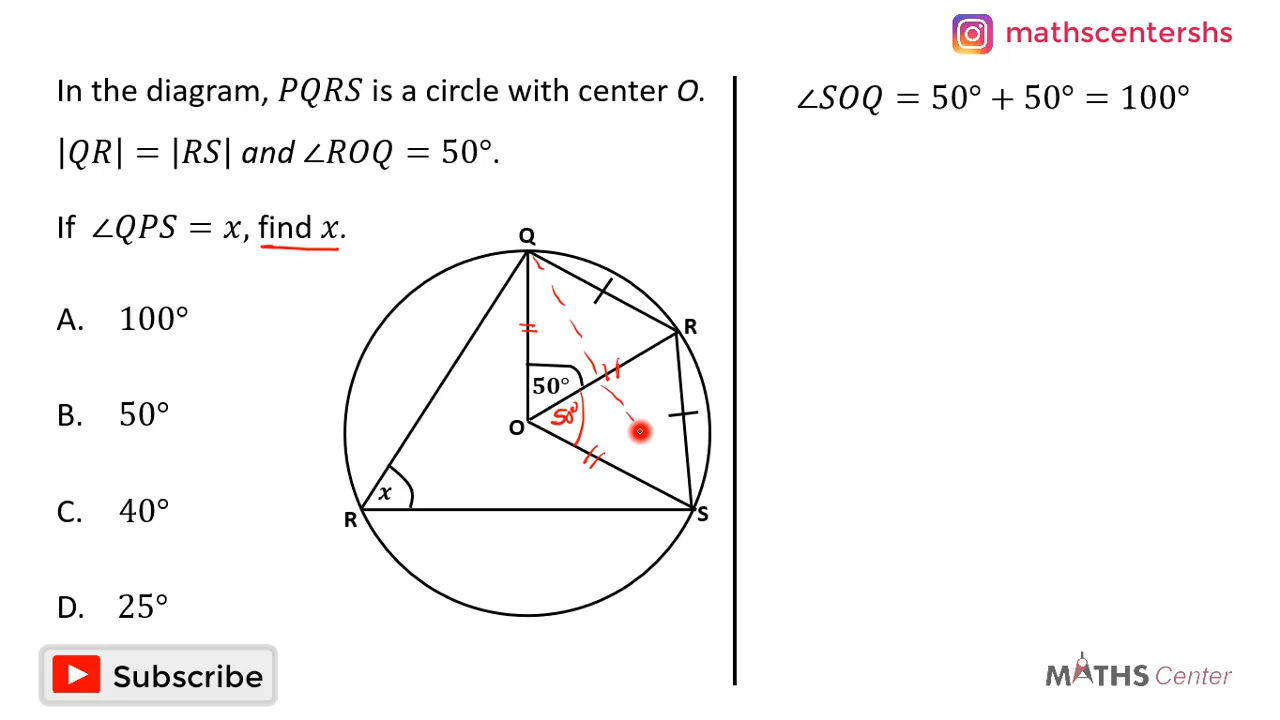 mathscentershs
In the diagram, PQRS is a circle with center O.
|QR| = |RS| and ∠ROQ = 50°.
If ∠QPS = x, find x.
A. 100°
B. 50°
C. 40°
D. 25°
∠SOQ = 50° + 50° = 100°
Q
R
50°
50°
O
x
R
S
Subscribe
MATHS Center